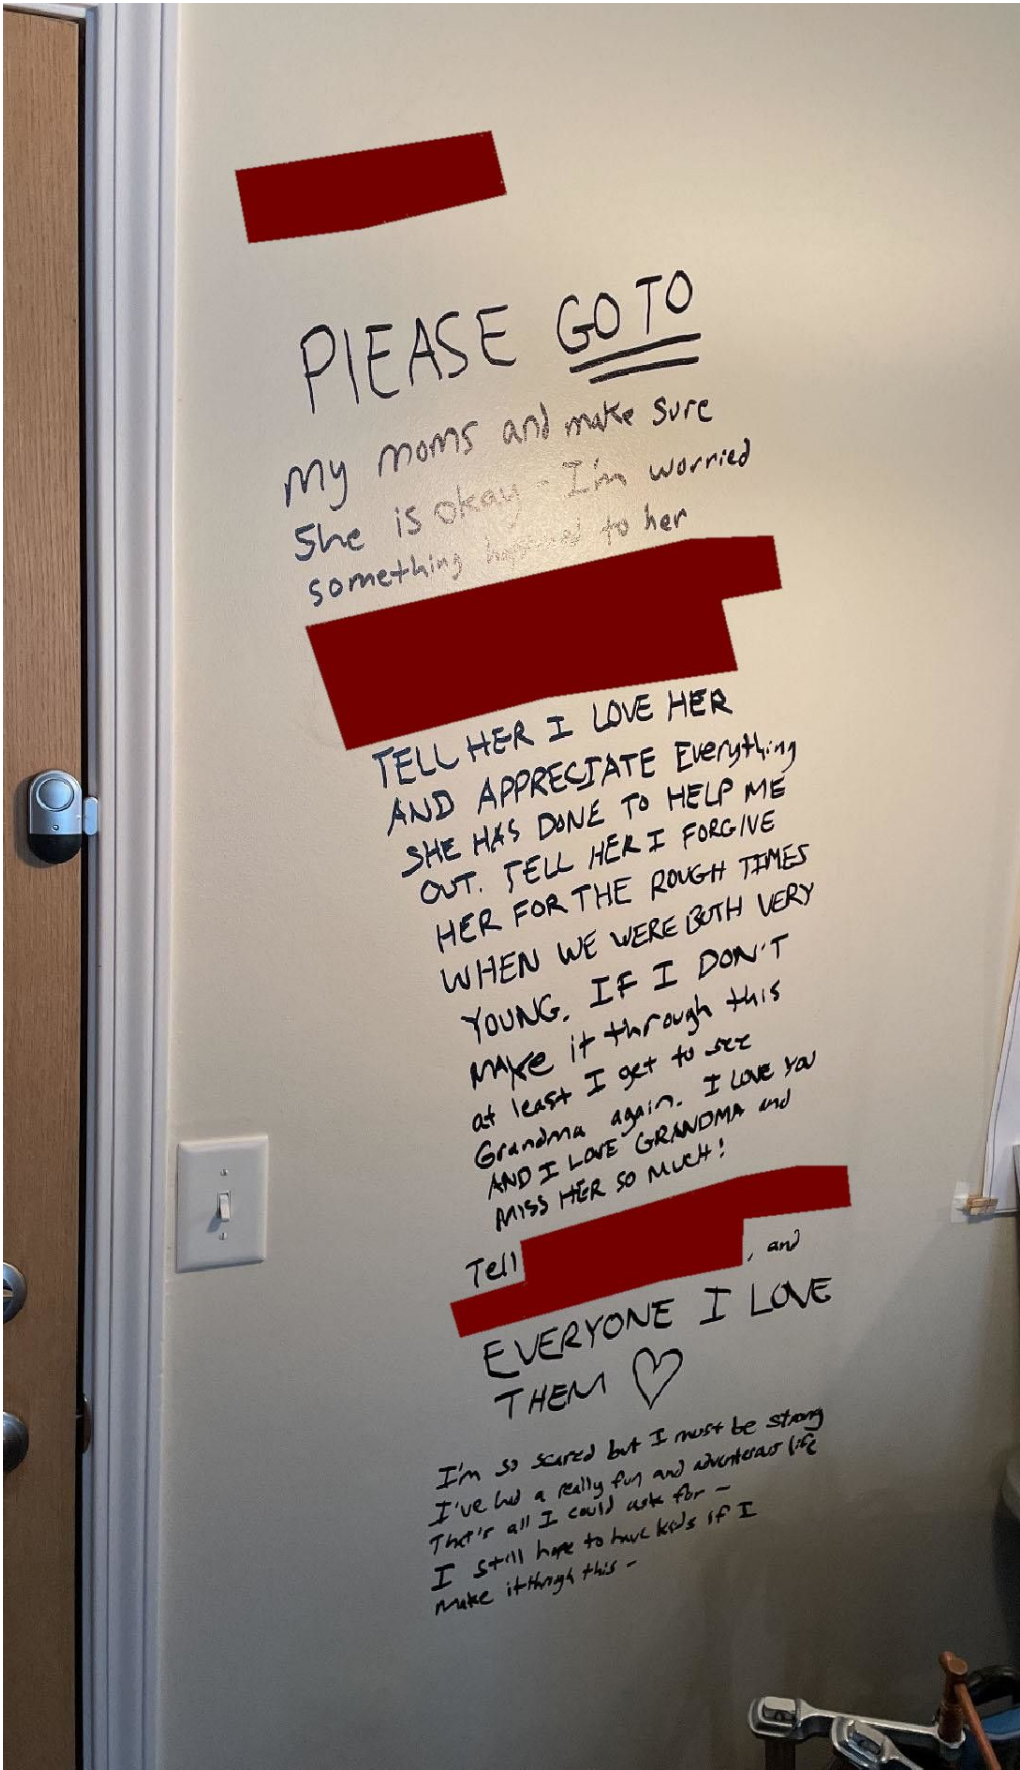 PLEASE GO TO
my moms and make sure
She is okay - I'm worried
something happened to her
TELL HER I LOVE HER
AND APPRECIATE Everything
SHE HAS DONE TO HELP ME
OUT. TELL HER I FORGIVE
HER FOR THE ROUGH TIMES
WHEN WE WERE BOTH VERY
YOUNG. IF I DON'T
MAKe it through this
at least I get to see
Grandma again. I LOVE YOU
AND I LOVE GRANDMA and
MISS HER SO MUCH!
Tell , and
EVERYONE I LOVE
THEM ♡
I'm so scared but I must be strong
I've had a really fun and adventerous life
That's all I could ask for -
I still hope to have kids if I
make it through this -